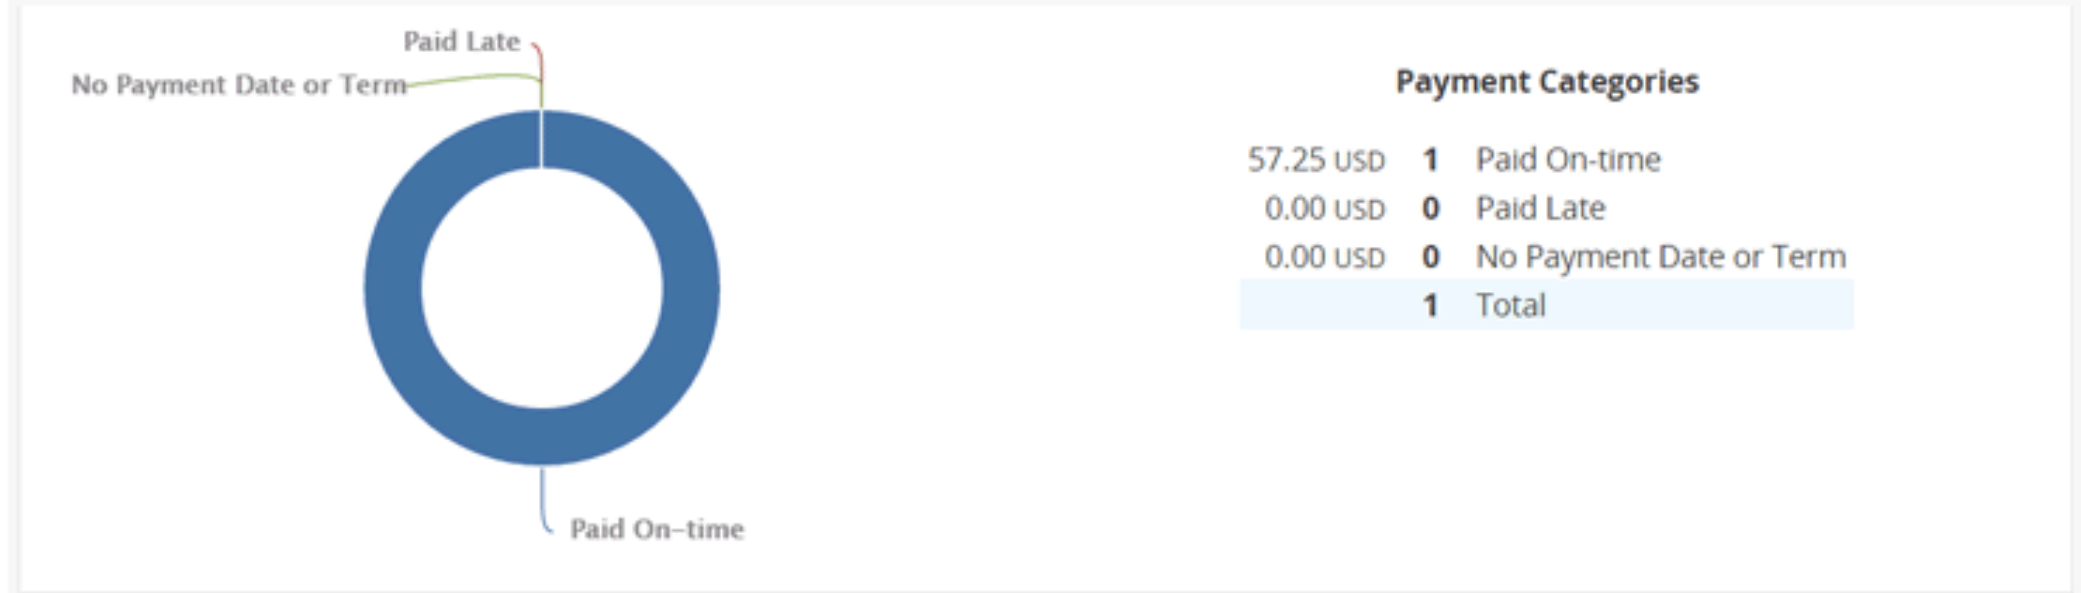 Paid Late
No Payment Date or Term
Paid On-time
Payment Categories
57.25 USD 1 Paid On-time
0.00 USD 0 Paid Late
0.00 USD 0 No Payment Date or Term
1 Total